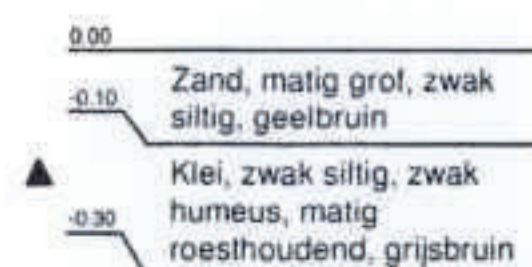 0.00
Zand, matig grof, zwak
-0.10
siltig, geelbruin
Klei, zwak siltig, zwak
humeus, matig
-0.30
roesthoudend, grijsbruin